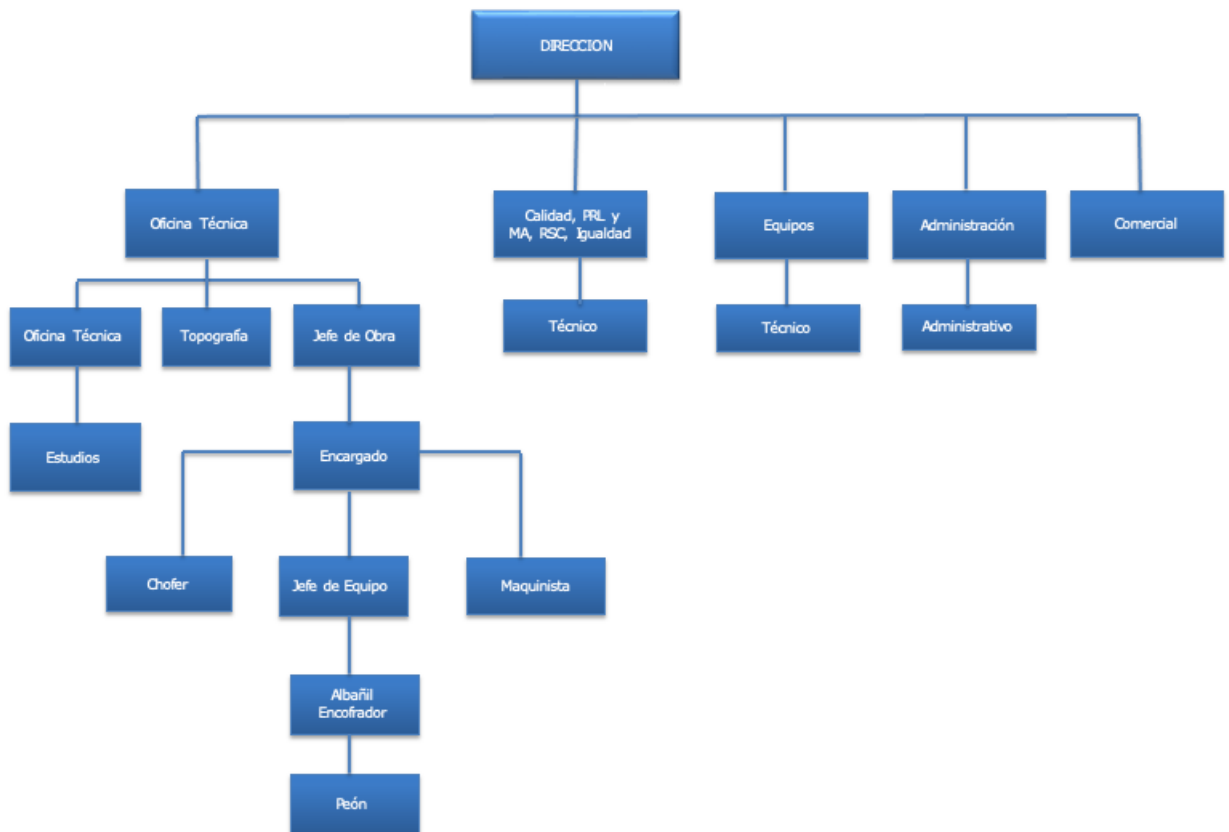 DIRECCION
Oficina Técnica
Calidad, PRL y
MA, RSC, Igualdad
Equipos
Administración
Comercial
Oficina Técnica
Topografía
Jefe de Obra
Técnico
Técnico
Administrativo
Estudios
Encargado
Chofer
Jefe de Equipo
Maquinista
Albañil
Encofrador
Peón